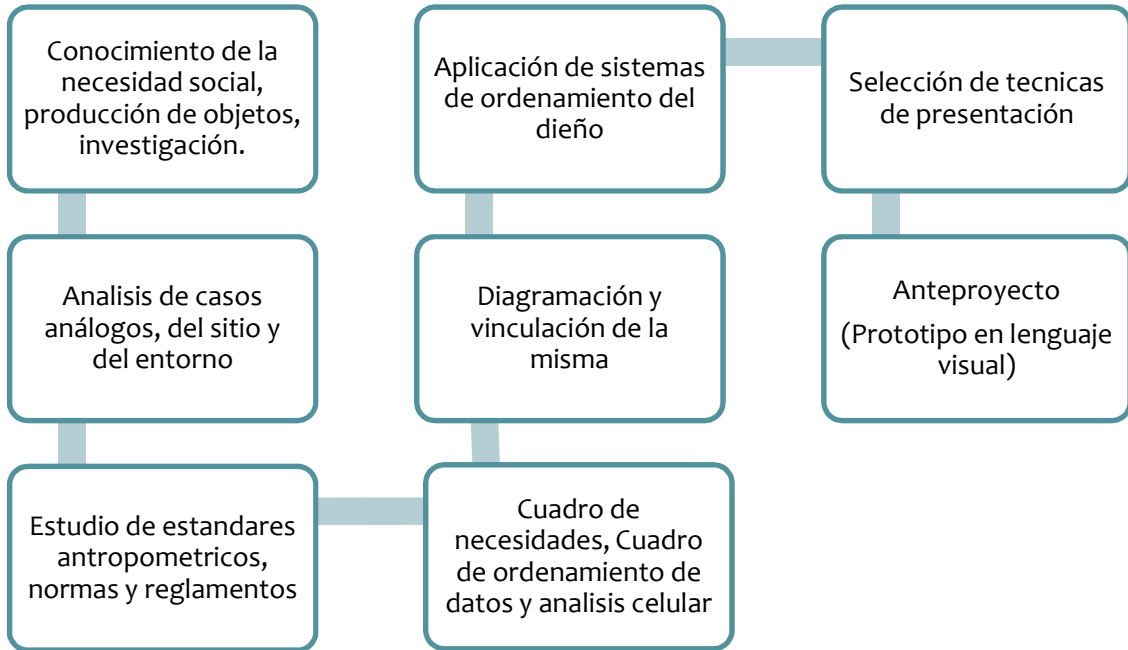 Conocimiento de la
necesidad social,
producción de objetos,
investigación.
Analisis de casos
análogos, del sitio y
del entorno
Estudio de estandares
antropometricos,
normas y reglamentos
Cuadro de
necesidades, Cuadro
de ordenamiento de
datos y analisis celular
Diagramación y
vinculación de la
misma
Aplicación de sistemas
de ordenamiento del
dieño
Selección de tecnicas
de presentación
Anteproyecto
(Prototipo en lenguaje
visual)